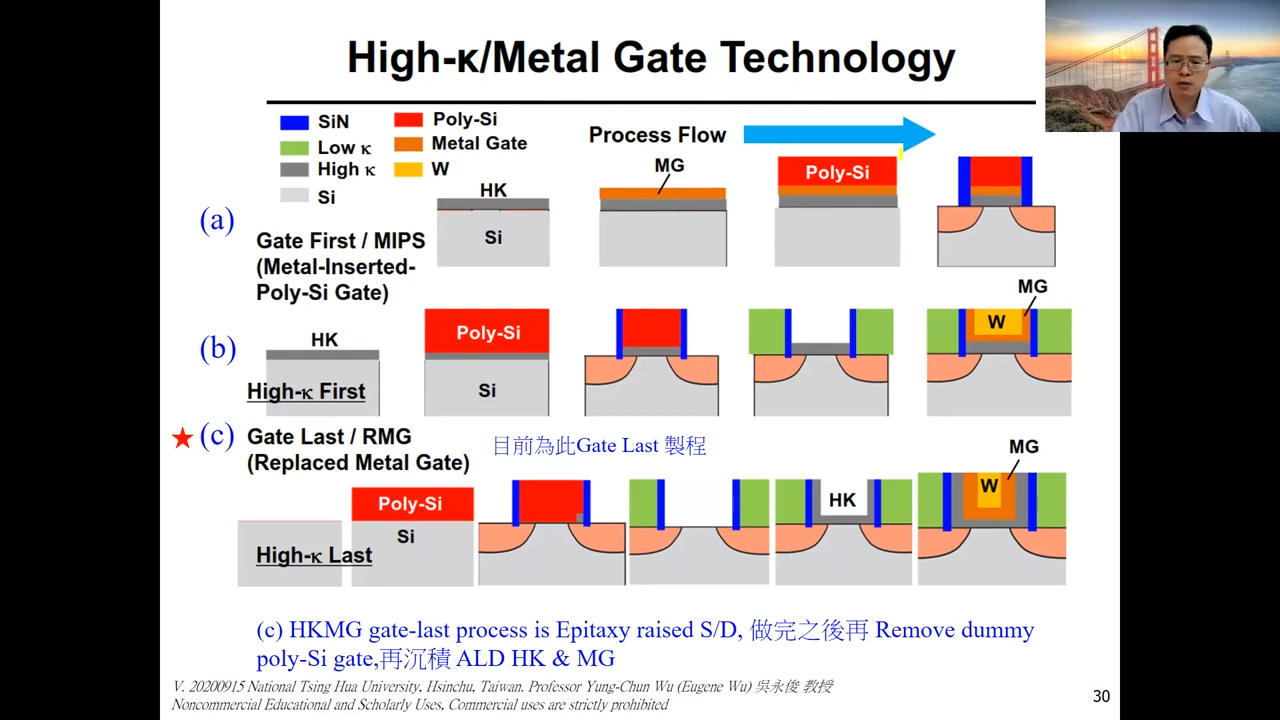 High-κ/Metal Gate Technology
SiN
Poly-Si
Low κ
Metal Gate
High κ
W
Si
Process Flow
(a)
Gate First / MIPS
(Metal-Inserted-
Poly-Si Gate)
HK
Si
MG
Poly-Si
(b)
HK
High-κ First
Poly-Si
Si
MG
W
★(c)
Gate Last / RMG
(Replaced Metal Gate)
目前為此Gate Last 製程
High-κ Last
Poly-Si
Si
HK
MG
W
(c) HKMG gate-last process is Epitaxy raised S/D, 做完之後再 Remove dummy
poly-Si gate,再沉積 ALD HK & MG
V. 20200915 National Tsing Hua University, Hsinchu, Taiwan. Professor Yung-Chun Wu (Eugene Wu) 吳永俊 教授
Noncommercial Educational and Scholarly Uses, Commercial uses are strictly prohibited
30